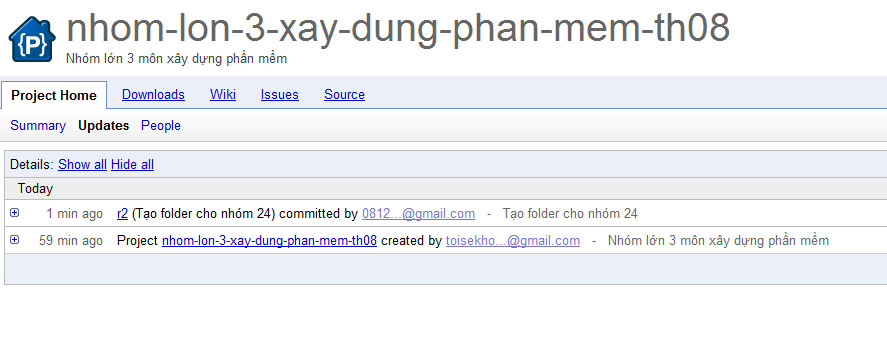 {P}
nhom-lon-3-xay-dung-phan-mem-th08
Nhóm lớn 3 môn xây dựng phần mềm
Project Home Downloads Wiki Issues Source
Summary Updates People
Details: Show all Hide all
Today
1 min ago r2 (Tạo folder cho nhóm 24) committed by 0812...@gmail.com - Tạo folder cho nhóm 24
59 min ago Project nhom-lon-3-xay-dung-phan-mem-th08 created by toisekho...@gmail.com - Nhóm lớn 3 môn xây dựng phần mềm